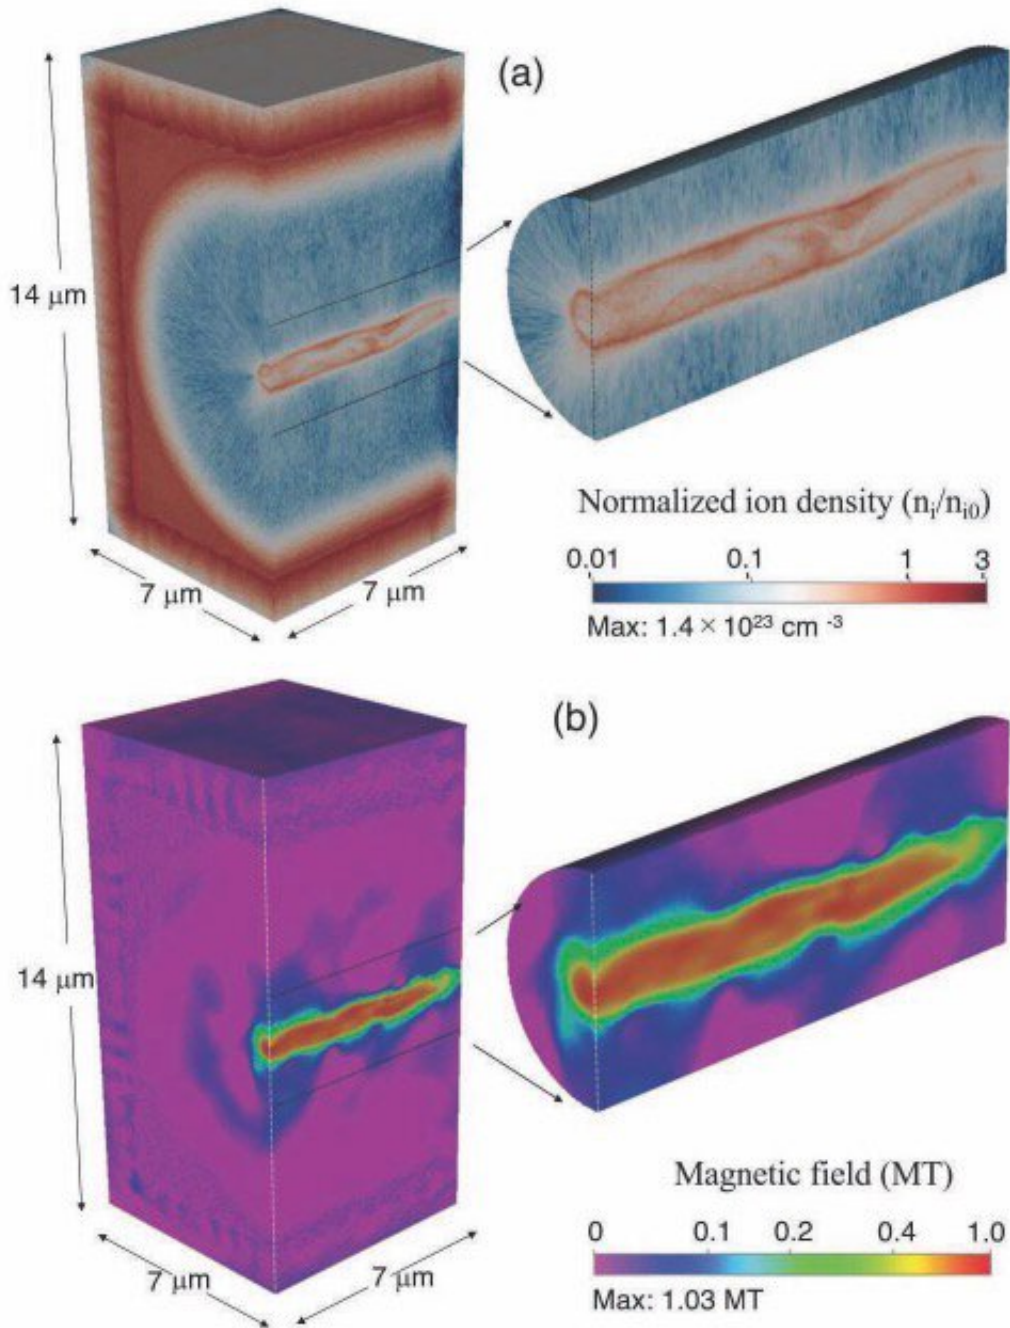 (a)
14 μm
7 μm
7 μm
Normalized ion density (nᵢ/nᵢ₀)
0.01 0.1 1 3
Max: 1.4 × 10²³ cm ⁻³
(b)
14 μm
7 μm
7 μm
Magnetic field (MT)
0 0.1 0.2 0.4 1.0
Max: 1.03 MT